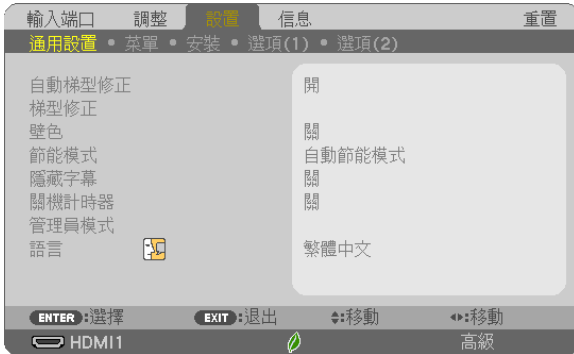 輸入端口 調整 設置 信息 重置
通用設置 • 菜單 • 安裝 • 選項(1) • 選項(2)
自動梯型修正 開
梯型修正
壁色 關
節能模式 自動節能模式
隱藏字幕 關
關機計時器 關
管理員模式
語言 繁體中文
ENTER:選擇 EXIT:退出 :移動 :移動
HDMI1 高級